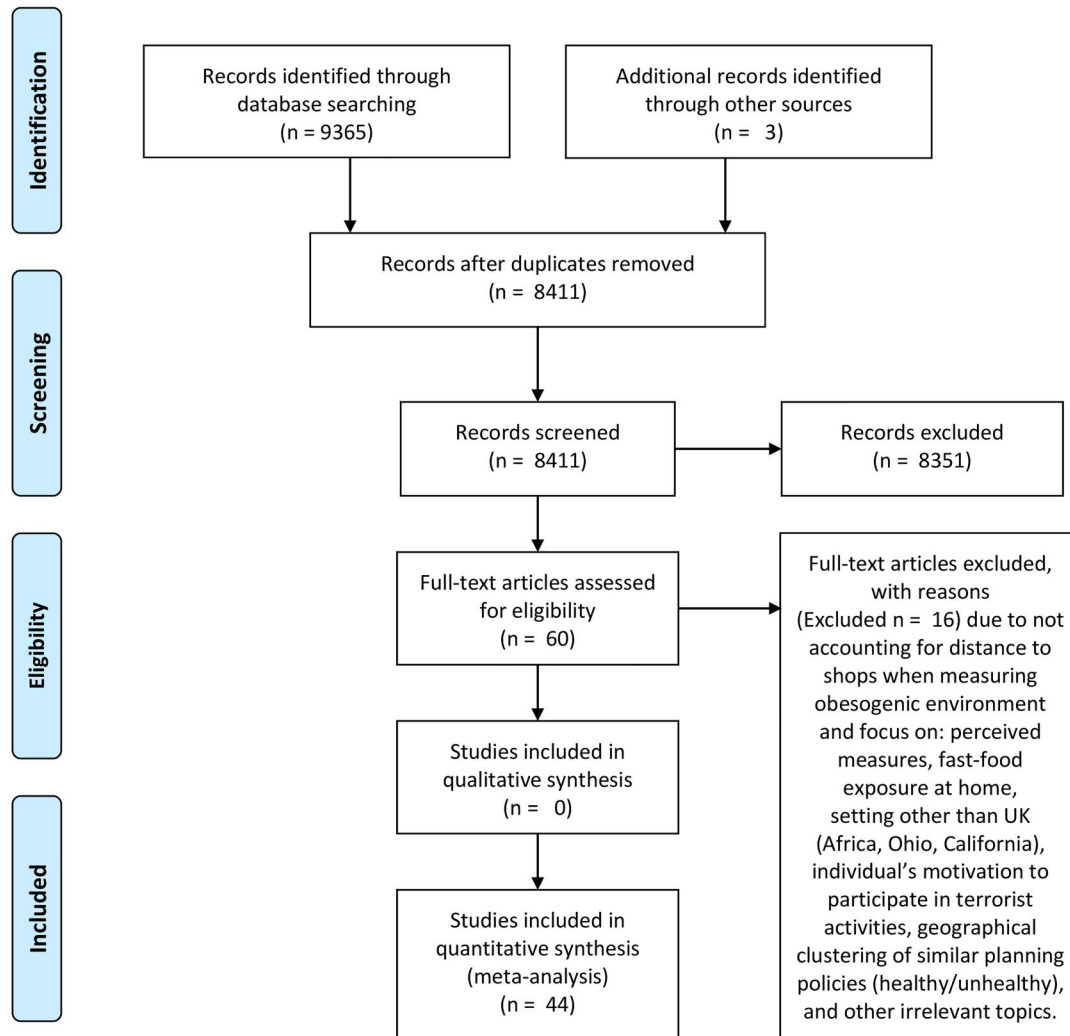 Identification
Records identified through
database searching
(n = 9365)
Additional records identified
through other sources
(n = 3)
Records after duplicates removed
(n = 8411)
Screening
Records screened
(n = 8411)
Records excluded
(n = 8351)
Eligibility
Full-text articles assessed
for eligibility
(n = 60)
Full-text articles excluded,
with reasons
(Excluded n = 16) due to not
accounting for distance to
shops when measuring
obesogenic environment
and focus on: perceived
measures, fast-food
exposure at home,
setting other than UK
(Africa, Ohio, California),
individual’s motivation to
participate in terrorist
activities, geographical
clustering of similar planning
policies (healthy/unhealthy),
and other irrelevant topics.
Studies included in
qualitative synthesis
(n = 0)
Included
Studies included in
quantitative synthesis
(meta-analysis)
(n = 44)